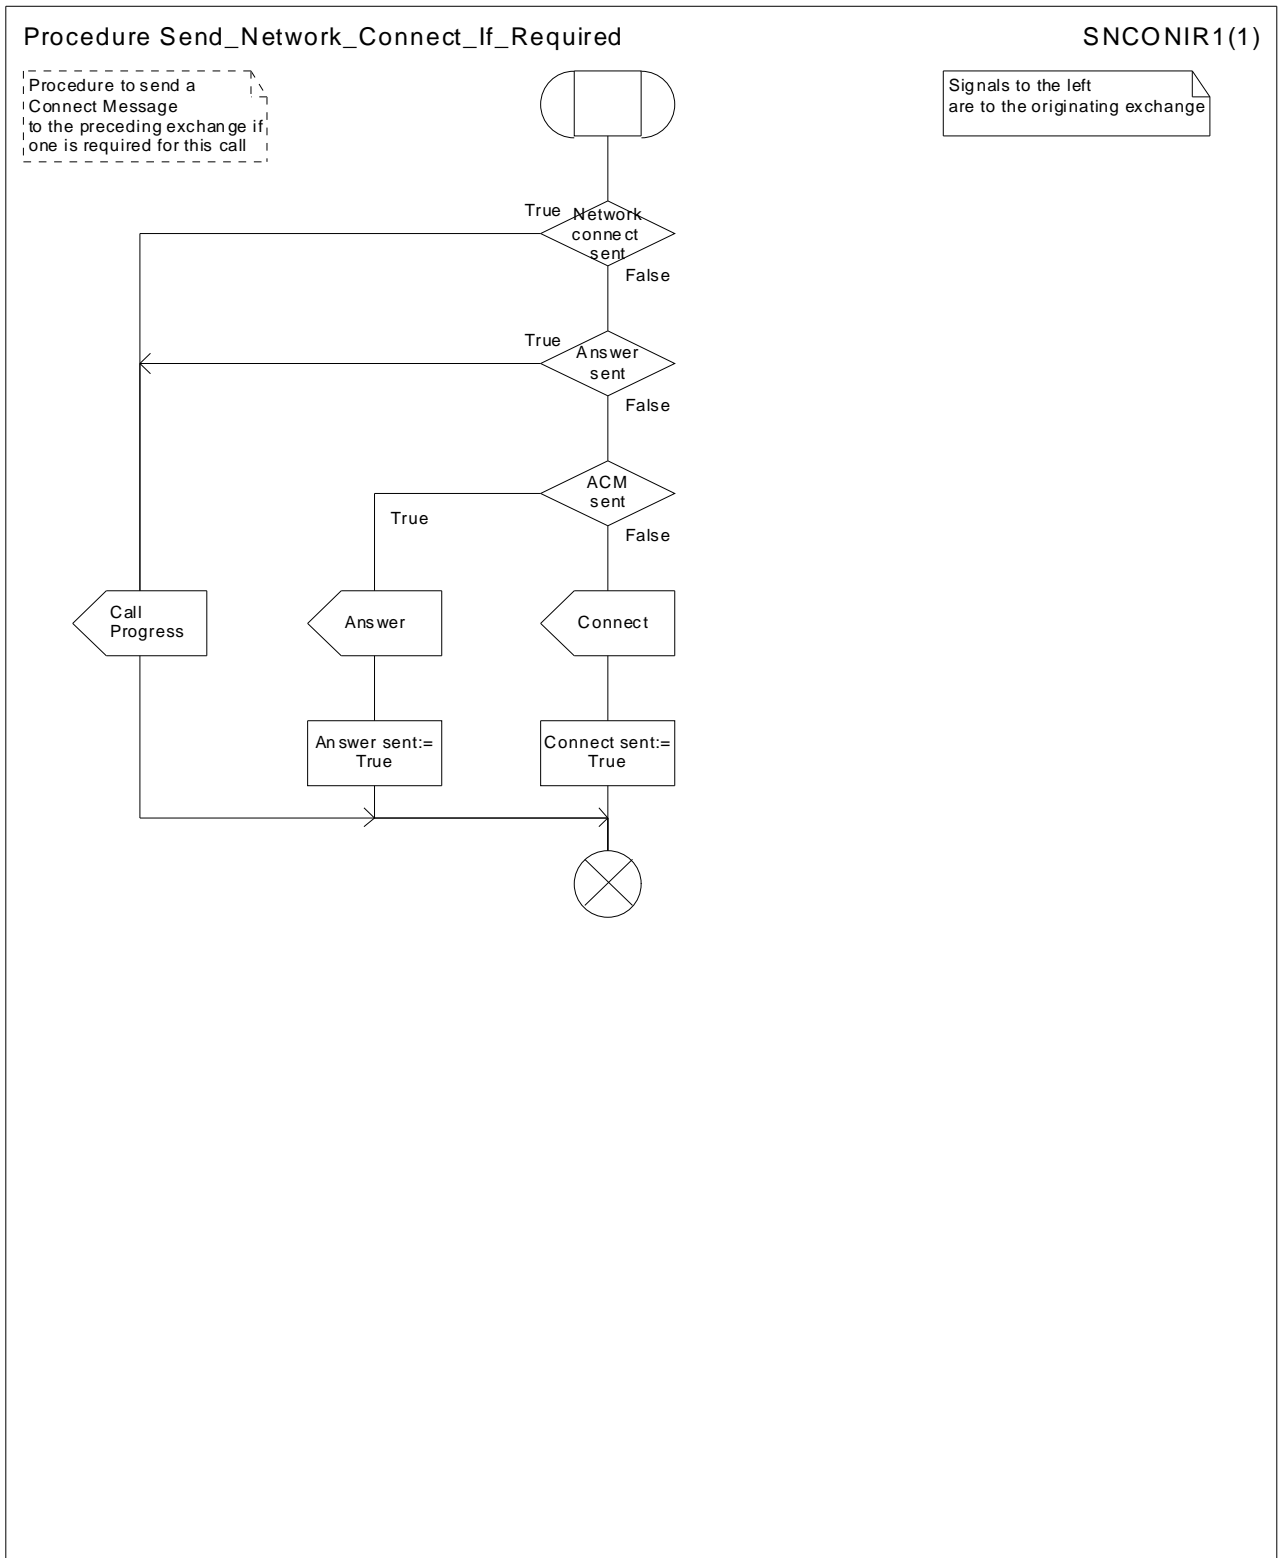 Procedure Send_Network_Connect_If_Required
SNCONIR1(1)
Procedure to send a
Connect Message
to the preceding exchange if
one is required for this call
Signals to the left
are to the originating exchange
True
Network
connect
sent
False
True
Answer
sent
False
ACM
sent
True
False
Call
Progress
Answer
Connect
Answer sent:=
True
Connect sent:=
True